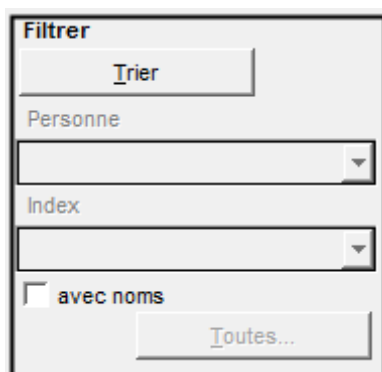 Filtrer
Trier
Personne
Index
avec noms
Toutes...